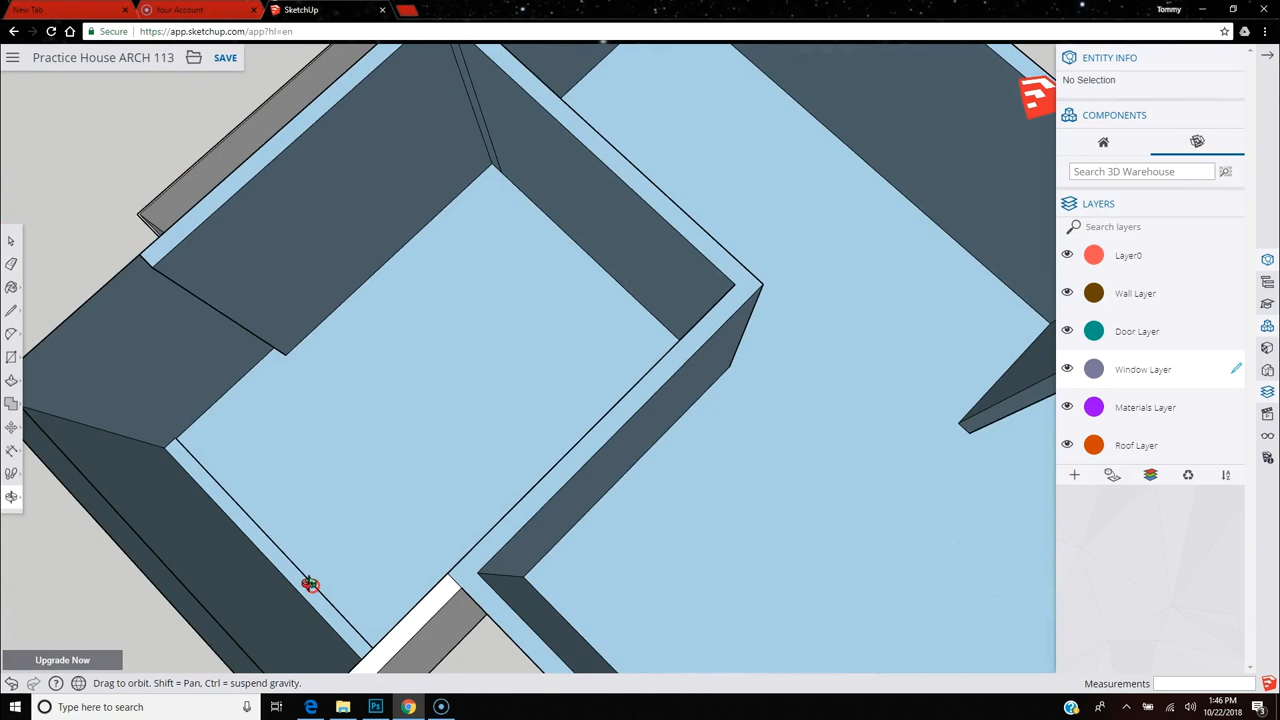 New Tab
Your Account
SketchUp
Tommy
Secure
https://app.sketchup.com/app?hl=en
Practice House ARCH 113
SAVE
ENTITY INFO
No Selection
COMPONENTS
Search 3D Warehouse
LAYERS
Search layers
Layer0
Wall Layer
Door Layer
Window Layer
Materials Layer
Roof Layer
Upgrade Now
Drag to orbit. Shift = Pan, Ctrl = suspend gravity.
Measurements
Type here to search
1:46 PM
10/22/2018